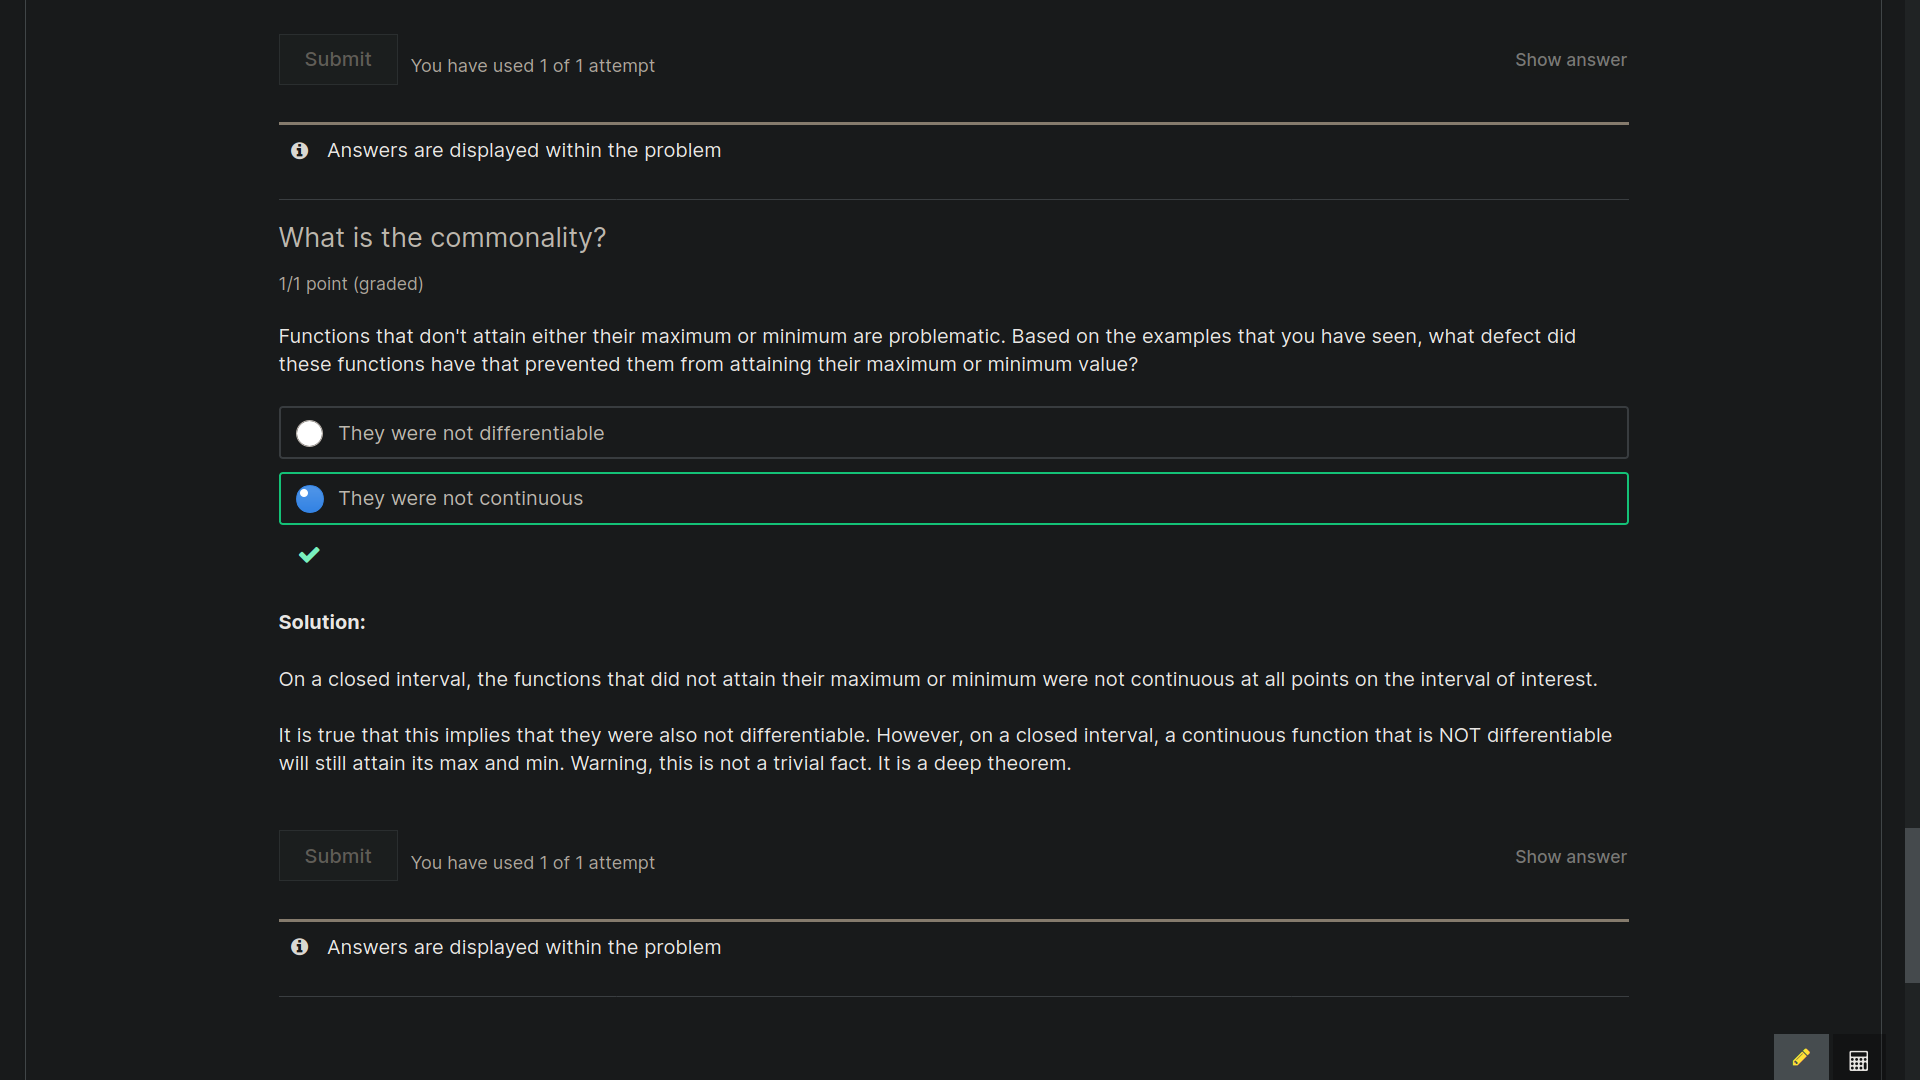 Submit You have used 1 of 1 attempt Show answer
Answers are displayed within the problem
What is the commonality?
1/1 point (graded)
Functions that don't attain either their maximum or minimum are problematic. Based on the examples that you have seen, what defect did
these functions have that prevented them from attaining their maximum or minimum value?
They were not differentiable
They were not continuous
Solution:
On a closed interval, the functions that did not attain their maximum or minimum were not continuous at all points on the interval of interest.
It is true that this implies that they were also not differentiable. However, on a closed interval, a continuous function that is NOT differentiable
will still attain its max and min. Warning, this is not a trivial fact. It is a deep theorem.
Submit You have used 1 of 1 attempt Show answer
Answers are displayed within the problem